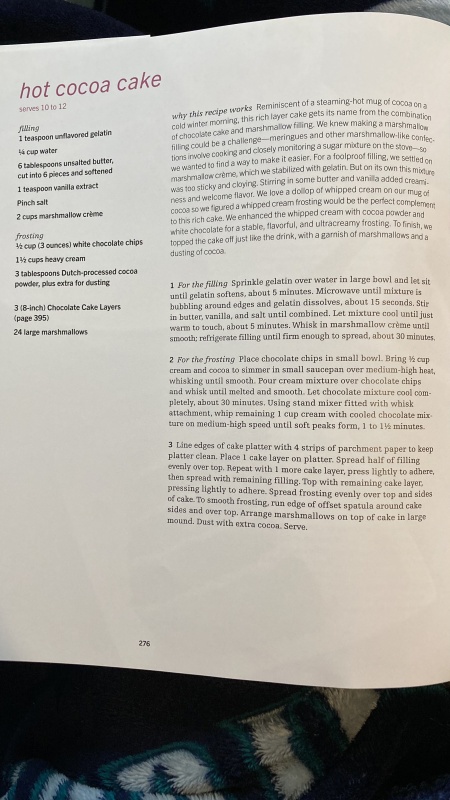 hot cocoa cake
serves 10 to 12
filling
1 teaspoon unflavored gelatin
¼ cup water
6 tablespoons unsalted butter,
cut into 6 pieces and softened
1 teaspoon vanilla extract
Pinch salt
2 cups marshmallow crème
frosting
½ cup (3 ounces) white chocolate chips
1½ cups heavy cream
3 tablespoons Dutch-processed cocoa
powder, plus extra for dusting
3 (8-inch) Chocolate Cake Layers
(page 395)
24 large marshmallows
why this recipe works Reminiscent of a steaming-hot mug of cocoa on a
cold winter morning, this rich layer cake gets its name from the combination
of chocolate cake and marshmallow filling. We knew making a marshmallow
filling could be a challenge—meringues and other marshmallow-like confec-
tions involve cooking and closely monitoring a sugar mixture on the stove—so
we wanted to find a way to make it easier. For a foolproof filling, we settled on
marshmallow crème, which we stabilized with gelatin. But on its own this mixture
was too sticky and cloying. Stirring in some butter and vanilla added creami-
ness and welcome flavor. We love a dollop of whipped cream on our mug of
cocoa so we figured a whipped cream frosting would be the perfect complement
to this rich cake. We enhanced the whipped cream with cocoa powder and
white chocolate for a stable, flavorful, and ultracreamy frosting. To finish, we
topped the cake off just like the drink, with a garnish of marshmallows and a
dusting of cocoa.
1 For the filling Sprinkle gelatin over water in large bowl and let sit
until gelatin softens, about 5 minutes. Microwave until mixture is
bubbling around edges and gelatin dissolves, about 15 seconds. Stir
in butter, vanilla, and salt until combined. Let mixture cool until just
warm to touch, about 5 minutes. Whisk in marshmallow crème until
smooth; refrigerate filling until firm enough to spread, about 30 minutes.
2 For the frosting Place chocolate chips in small bowl. Bring ½ cup
cream and cocoa to simmer in small saucepan over medium-high heat,
whisking until smooth. Pour cream mixture over chocolate chips
and whisk until melted and smooth. Let chocolate mixture cool com-
pletely, about 30 minutes. Using stand mixer fitted with whisk
attachment, whip remaining 1 cup cream with cooled chocolate mix-
ture on medium-high speed until soft peaks form, 1 to 1½ minutes.
3 Line edges of cake platter with 4 strips of parchment paper to keep
platter clean. Place 1 cake layer on platter. Spread half of filling
evenly over top. Repeat with 1 more cake layer, press lightly to adhere,
then spread with remaining filling. Top with remaining cake layer,
pressing lightly to adhere. Spread frosting evenly over top and sides
of cake. To smooth frosting, run edge of offset spatula around cake
sides and over top. Arrange marshmallows on top of cake in large
mound. Dust with extra cocoa. Serve.
276